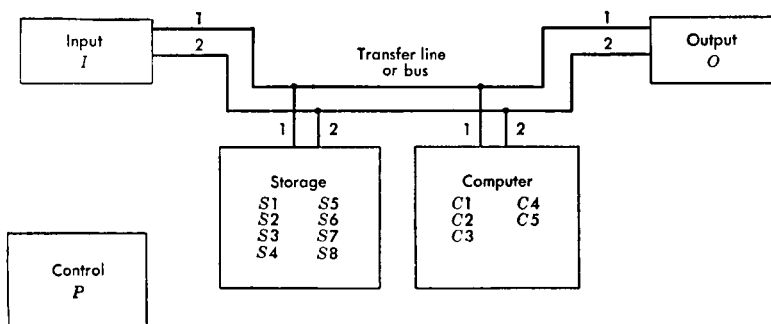 Input
I
1
2
Transfer line
or bus
1
2
Output
O
1 2
1 2
Storage
S1 S5
S2 S6
S3 S7
S4 S8
Computer
C1 C4
C2 C5
C3
Control
P